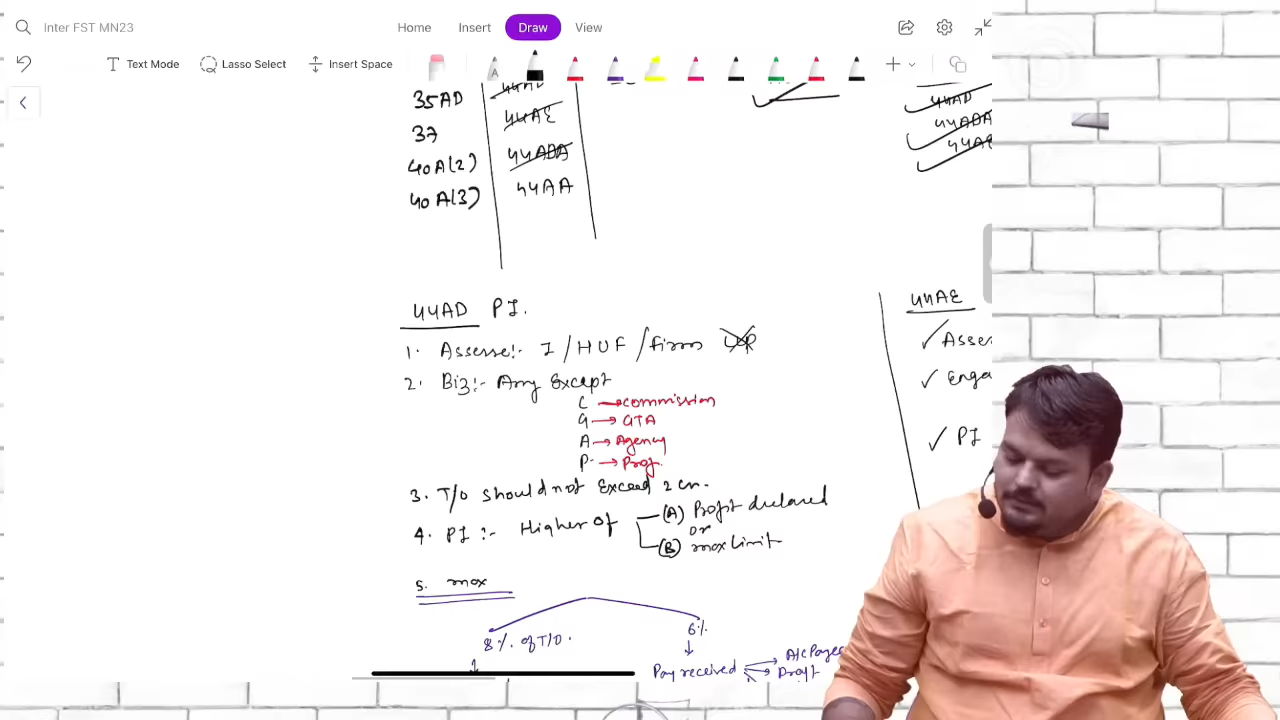 Inter FST MN23
Home Insert Draw View
Text Mode Lasso Select Insert Space
35AD
37
40A(2)
40A(3)
44AD
44AE
44ADA
44AA
44AD
44ADA
44AE
44AD PI.
1. Assesse:- I / HUF / firm
2. Biz:- Any Except
C → commission
G → GTA
A → Agency
P → Prof.
3. T/O should not Exceed 2 cr.
4. PI :- Higher of (A) Profit declared
or
(B) max limit
5. max
8% of T/O.
6%
Pay received → A/c Payee
→ Draft
44AE
Asse
Enga
PI